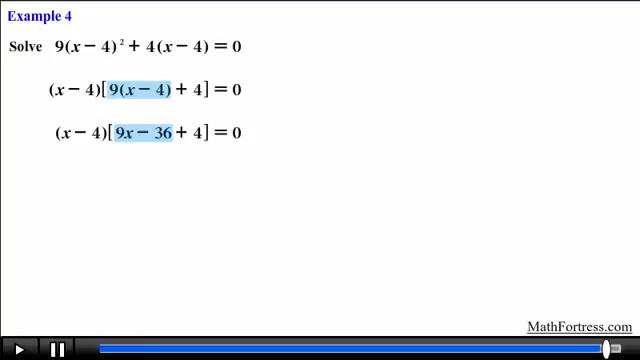 Example 4
Solve 9(x − 4)² + 4(x − 4) = 0
(x − 4)[9(x − 4) + 4] = 0
(x − 4)[9x − 36 + 4] = 0
MathFortress.com